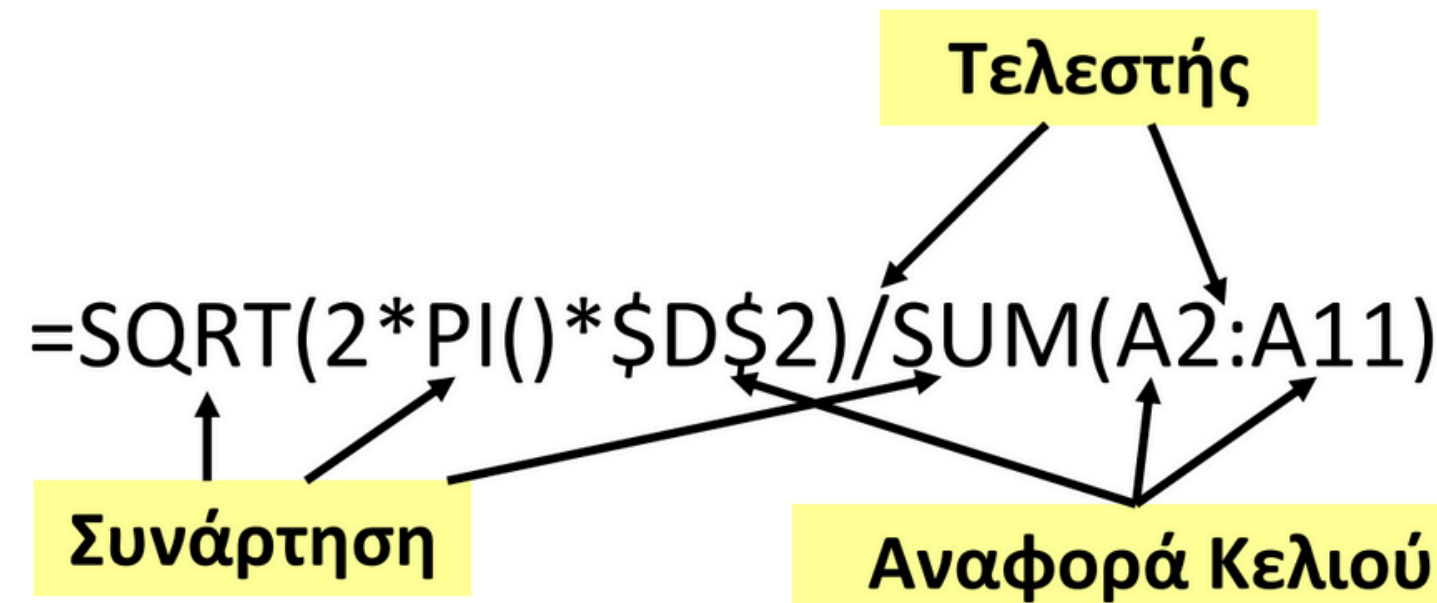 Τελεστής
=SQRT(2*PI()*$D$2)/SUM(A2:A11)
Συνάρτηση
Αναφορά Κελιού